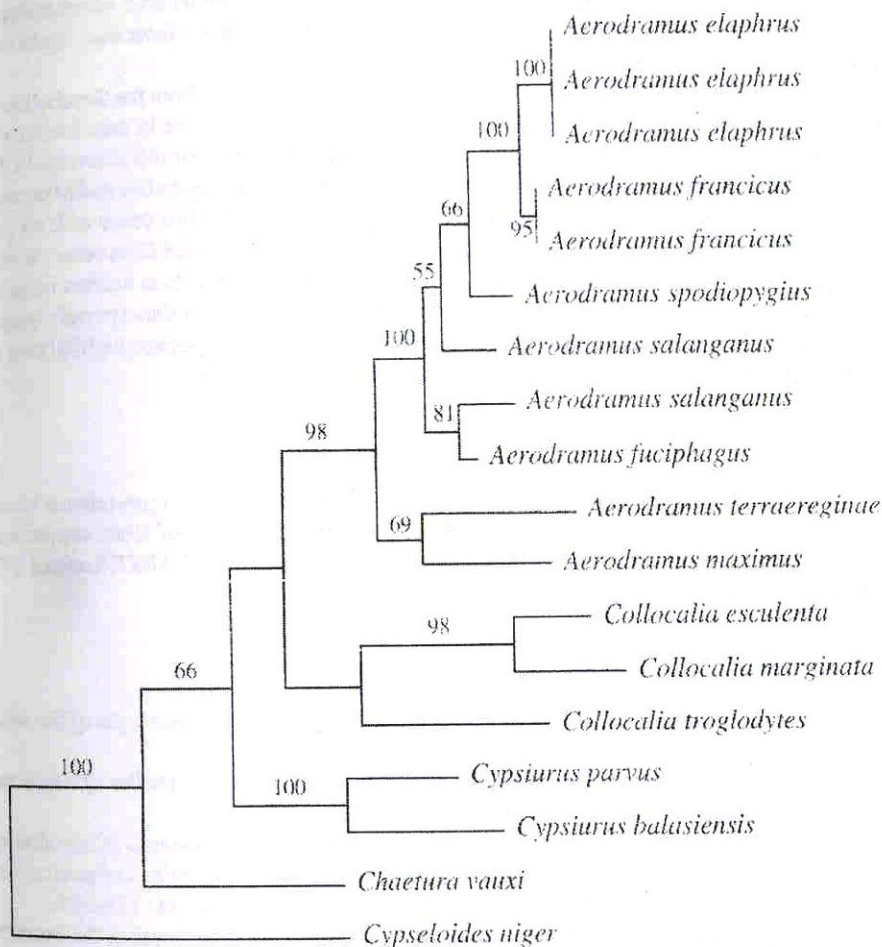 Aerodramus elaphrus
100
Aerodramus elaphrus
100
Aerodramus elaphrus
Aerodramus francicus
66
95
Aerodramus francicus
55
Aerodramus spodiopygius
100
Aerodramus salanganus
Aerodramus salanganus
81
98
Aerodramus fuciphagus
Aerodramus terraereginae
69
Aerodramus maximus
Collocalia esculenta
98
Collocalia marginata
66
Collocalia troglodytes
100
Cypsiurus parvus
100
Cypsiurus balasiensis
Chaetura vauxi
Cypseloides niger